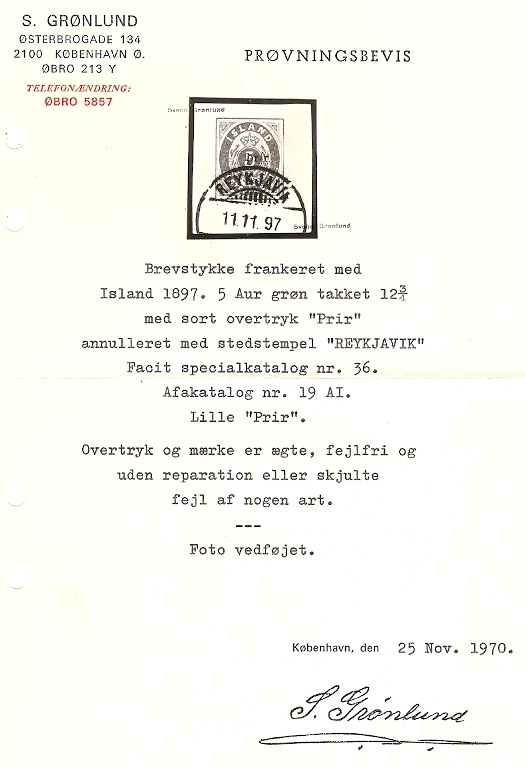 S. GRØNLUND
ØSTERBROGADE 134
2100 KØBENHAVN Ø.
ØBRO 213 Y
TELEFONÆNDRING:
ØBRO 5857
PRØVNINGSBEVIS
Svend Grønlund
ÍSLAND
REYKJAVIK
11.11.97
Svend Grønlund
Brevstykke frankeret med
Island 1897. 5 Aur grøn takket 12¾
med sort overtryk "Prir"
annulleret med stedstempel "REYKJAVIK"
Facit specialkatalog nr. 36.
Afakatalog nr. 19 AI.
Lille "Prir".
Overtryk og mærke er ægte, fejlfri og
uden reparation eller skjulte
fejl af nogen art.
---
Foto vedføjet.
København, den 25 Nov. 1970.
S. Grönlund